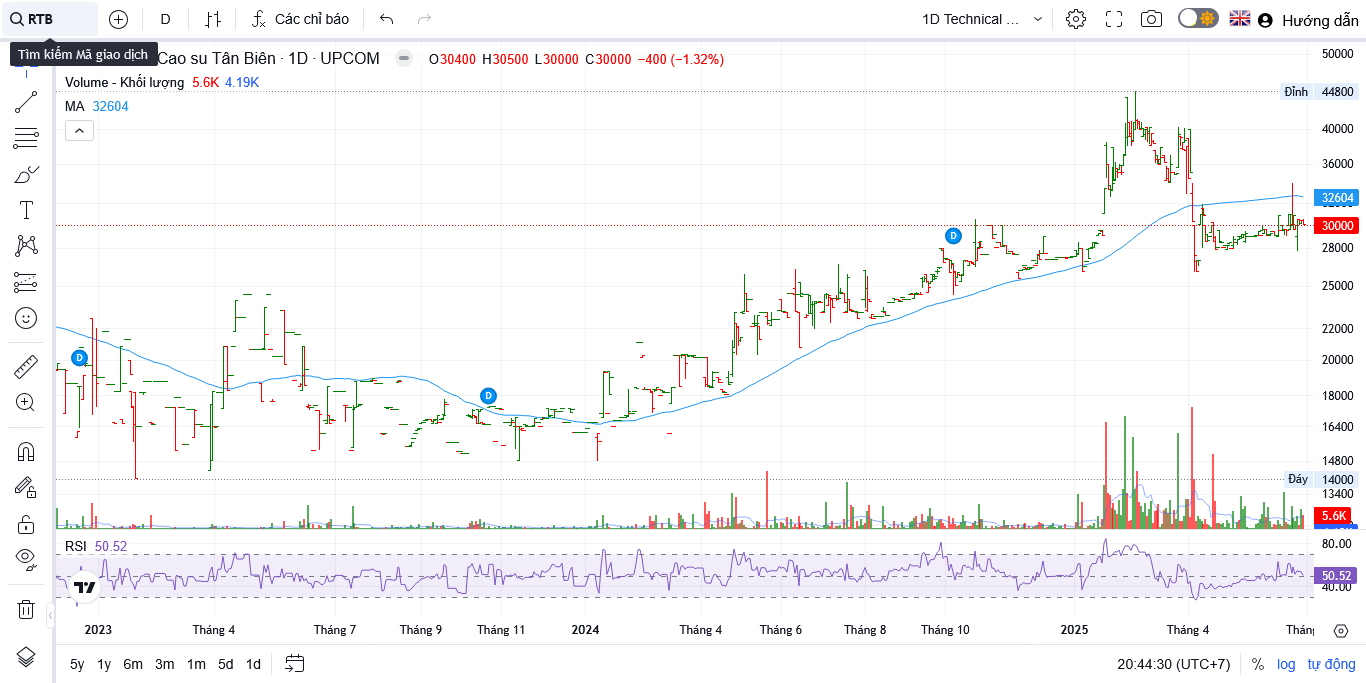 RTB
D
Các chỉ báo
1D Technical ...
Hướng dẫn
Tìm kiếm Mã giao dịch
Cao su Tân Biên · 1D · UPCOM
O30400 H30500 L30000 C30000 −400 (−1.32%)
Volume - Khối lượng 5.6K 4.19K
MA 32604
50000
Đỉnh 44800
40000
36000
32604
30000
28000
25000
22000
20000
18000
16400
14800
Đáy 14000
13400
5.6K
D
D
D
RSI 50.52
80.00
50.52
40.00
2023
Tháng 4
Tháng 7
Tháng 9
Tháng 11
2024
Tháng 4
Tháng 6
Tháng 8
Tháng 10
2025
Tháng 4
5y 1y 6m 3m 1m 5d 1d
20:44:30 (UTC+7)
% log tự động